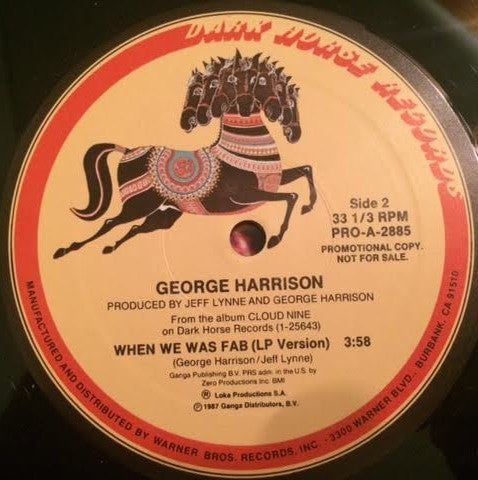 DARK HORSE RECORDS
Side 2
33 1/3 RPM
PRO-A-2885
PROMOTIONAL COPY.
NOT FOR SALE.
GEORGE HARRISON
PRODUCED BY JEFF LYNNE AND GEORGE HARRISON
From the album CLOUD NINE
on Dark Horse Records (1-25643)
WHEN WE WAS FAB (LP Version) 3:58
(George Harrison/Jeff Lynne)
Ganga Publishing B.V. PRS adm. in the U.S. by
Zero Productions Inc. BMI
℗ Loka Productions S.A.
© 1987 Ganga Distributors, B.V.
MANUFACTURED AND DISTRIBUTED BY WARNER BROS. RECORDS, INC. · 3300 WARNER BLVD., BURBANK, CA 91510